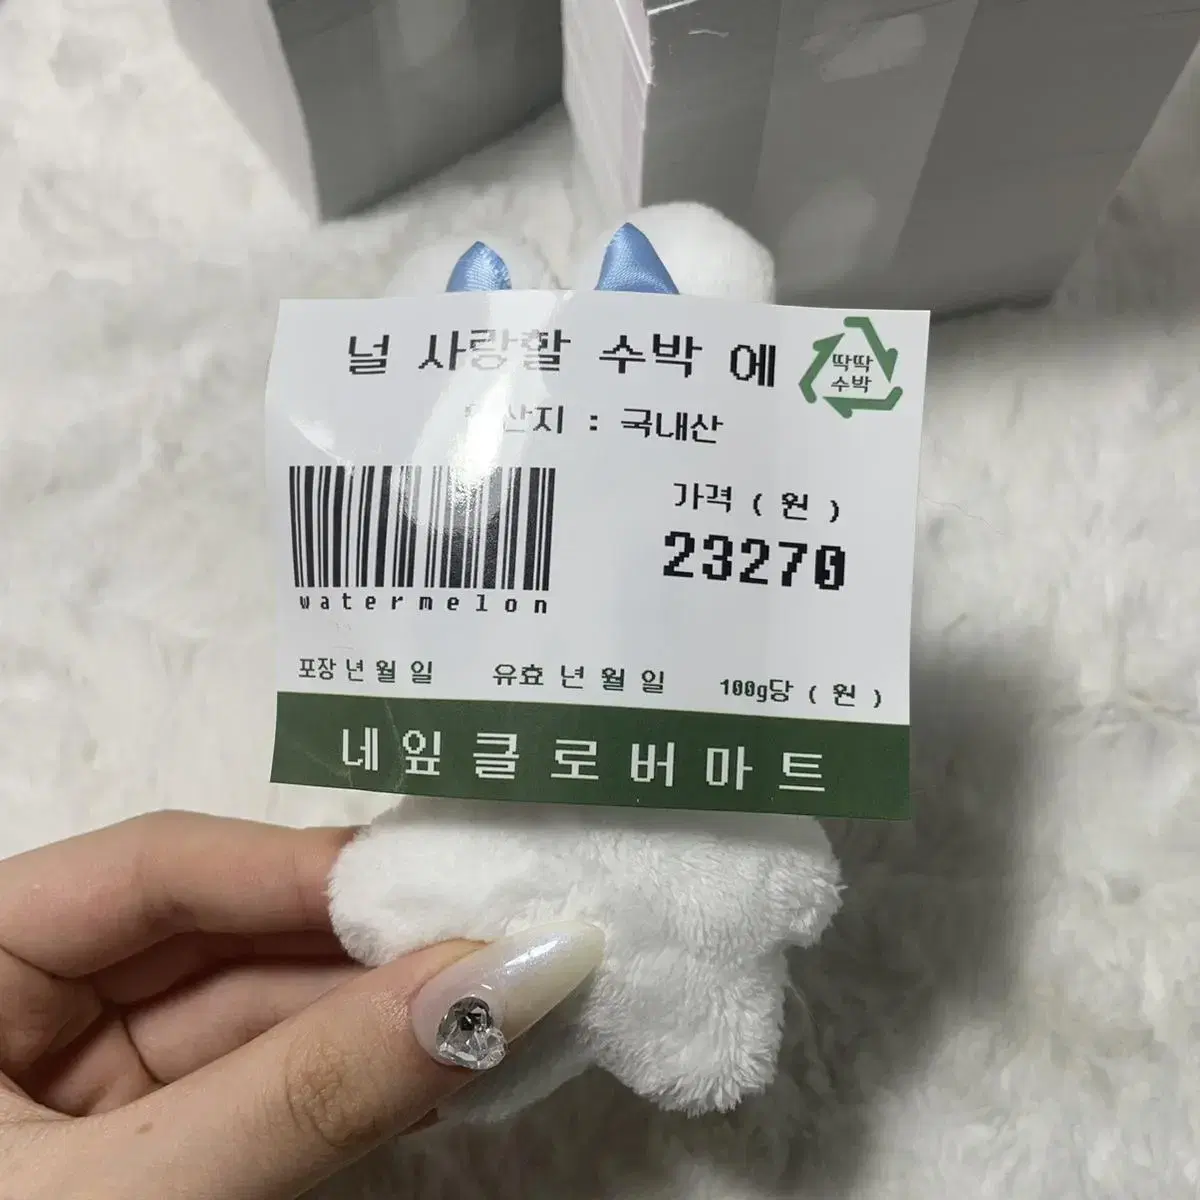 널 사랑할 수박 에
딱딱
수박
원산지 : 국내산
가격 ( 원 )
watermelon
포장 년 월 일 유효 년 월 일 100g당 ( 원 )
네 잎 클 로 버 마 트